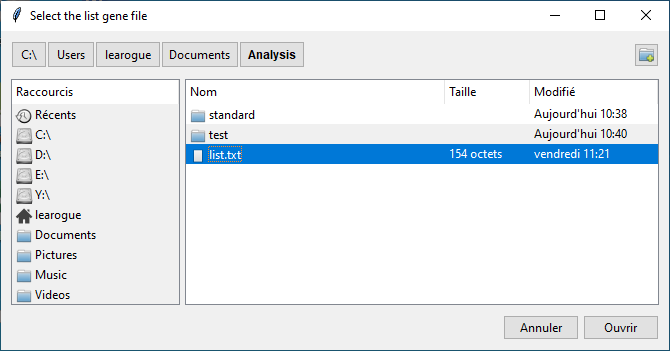 Select the list gene file
C:\ Users learogue Documents Analysis
Raccourcis
Récents
C:\
D:\
E:\
Y:\
learogue
Documents
Pictures
Music
Videos
Nom Taille Modifié
standard Aujourd'hui 10:38
test Aujourd'hui 10:40
list.txt 154 octets vendredi 11:21
Annuler Ouvrir